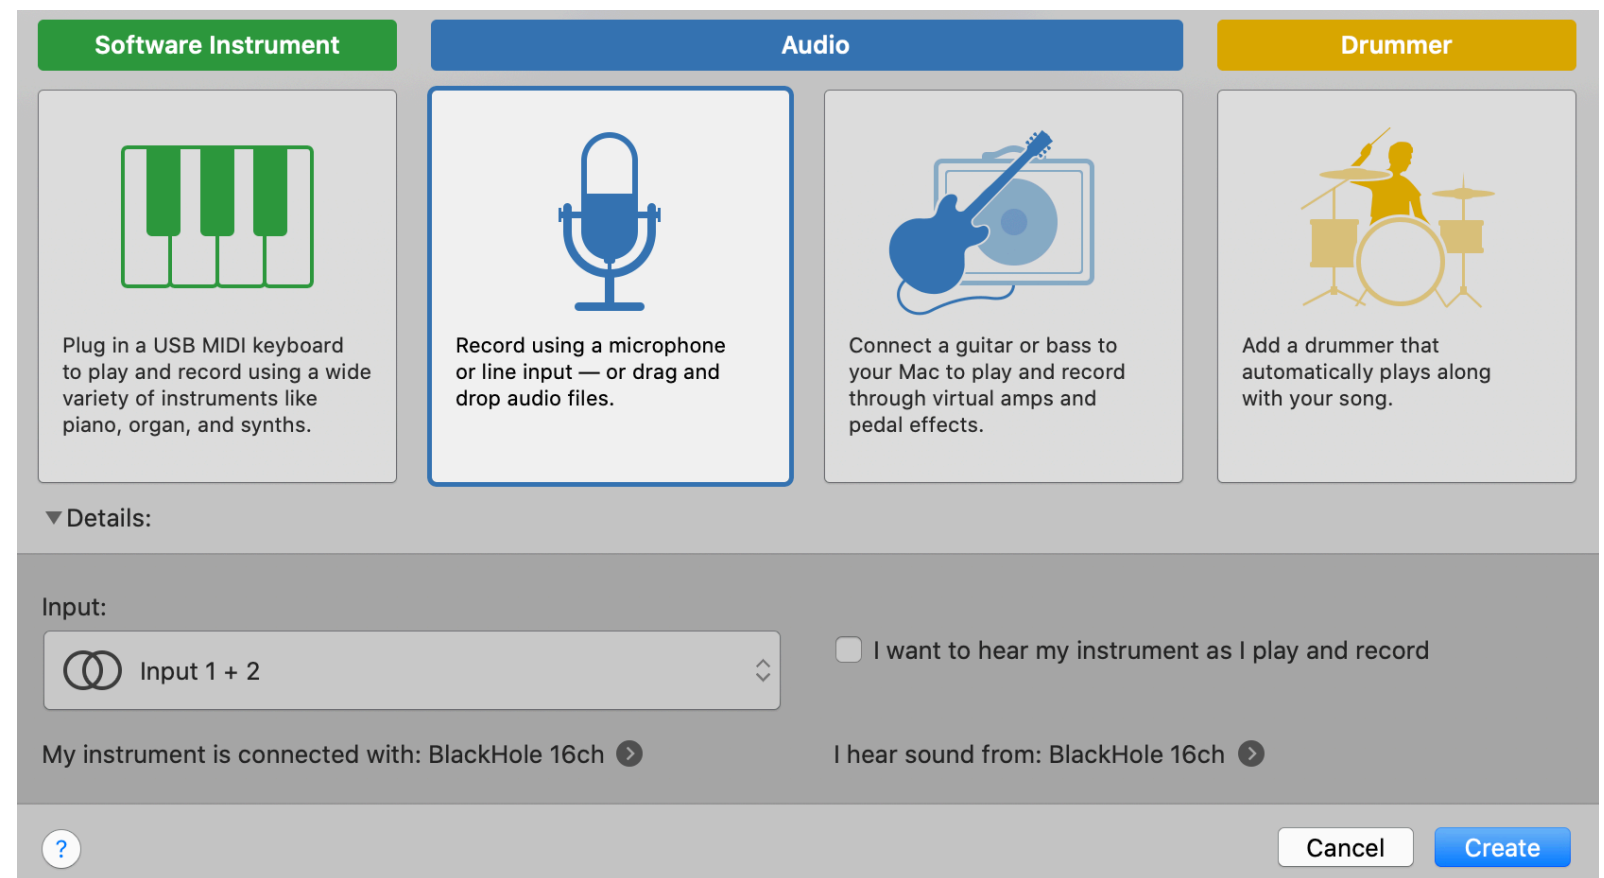 Software Instrument
Audio
Drummer
Plug in a USB MIDI keyboard
to play and record using a wide
variety of instruments like
piano, organ, and synths.
Record using a microphone
or line input — or drag and
drop audio files.
Connect a guitar or bass to
your Mac to play and record
through virtual amps and
pedal effects.
Add a drummer that
automatically plays along
with your song.
Details:
Input:
Input 1 + 2
I want to hear my instrument as I play and record
My instrument is connected with: BlackHole 16ch
I hear sound from: BlackHole 16ch
?
Cancel
Create